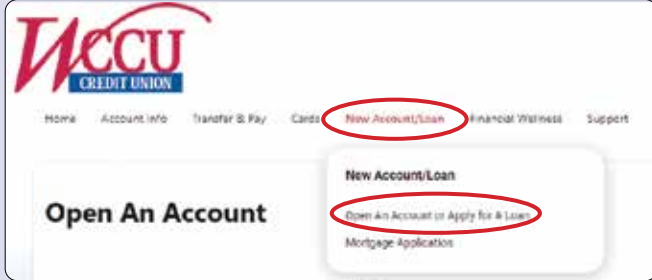 WCCU
CREDIT UNION
Home Account Info Transfer & Pay Cards New Account/Loan Financial Wellness Support
New Account/Loan
Open An Account
Open An Account or Apply for A Loan
Mortgage Application